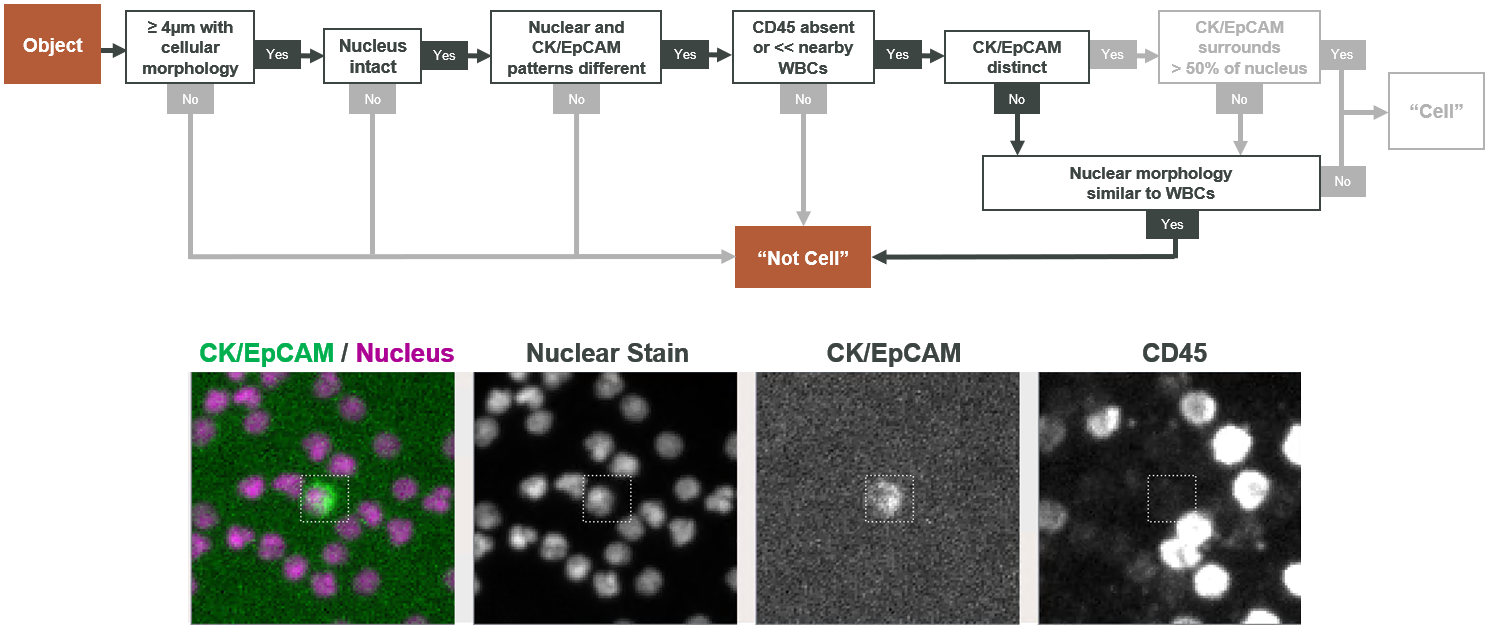 Object
≥ 4μm with
cellular
morphology
Yes
No
Nucleus
intact
Yes
No
Nuclear and
CK/EpCAM
patterns different
Yes
No
CD45 absent
or << nearby
WBCs
Yes
No
CK/EpCAM
distinct
Yes
No
CK/EpCAM
surrounds
> 50% of nucleus
Yes
No
“Cell”
Nuclear morphology
similar to WBCs
No
Yes
“Not Cell”
CK/EpCAM / Nucleus
Nuclear Stain
CK/EpCAM
CD45